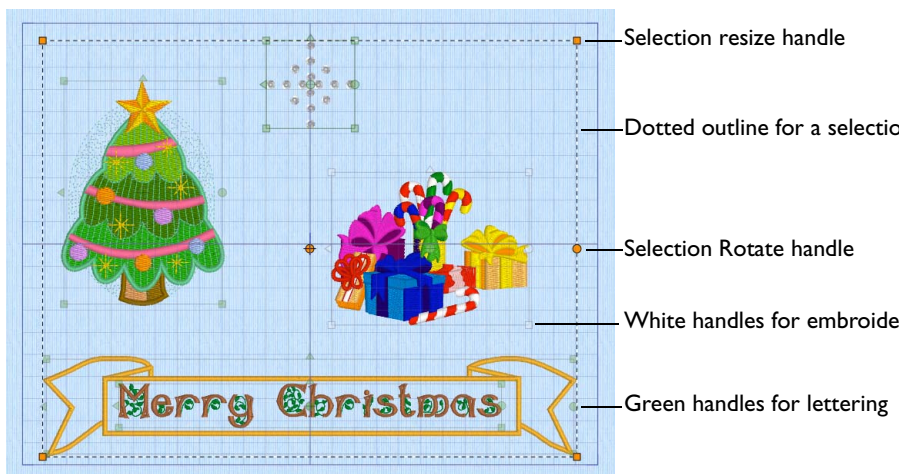 Selection resize handle
Dotted outline for a selectio
Selection Rotate handle
White handles for embroide
Green handles for lettering
Merry Christmas